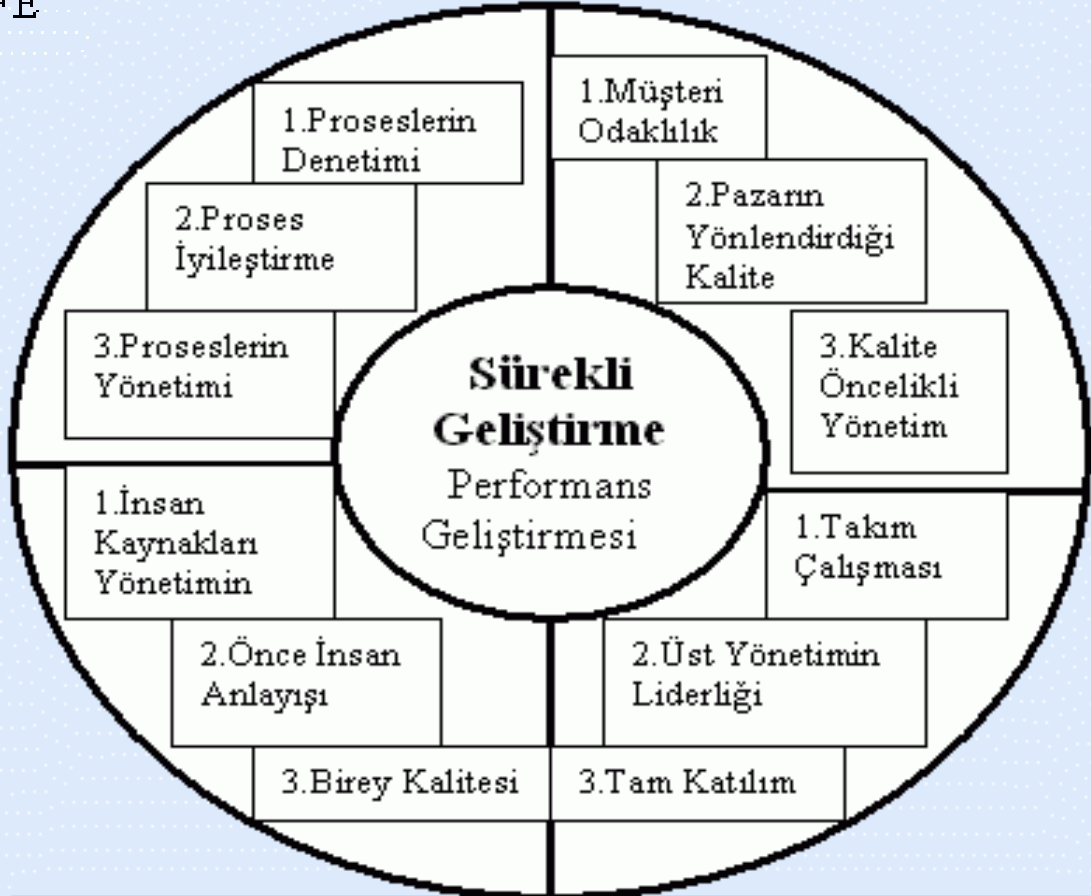 1.Proseslerin
Denetimi
2.Proses
İyileştirme
3.Proseslerin
Yönetimi
1.Müşteri
Odaklılık
2.Pazarın
Yönlendirdiği
Kalite
3.Kalite
Öncelikli
Yönetim
Sürekli
Geliştirme
Performans
Geliştirmesi
1.İnsan
Kaynakları
Yönetimin
2.Önce İnsan
Anlayışı
3.Birey Kalitesi
1.Takım
Çalışması
2.Üst Yönetimin
Liderliği
3.Tam Katılım